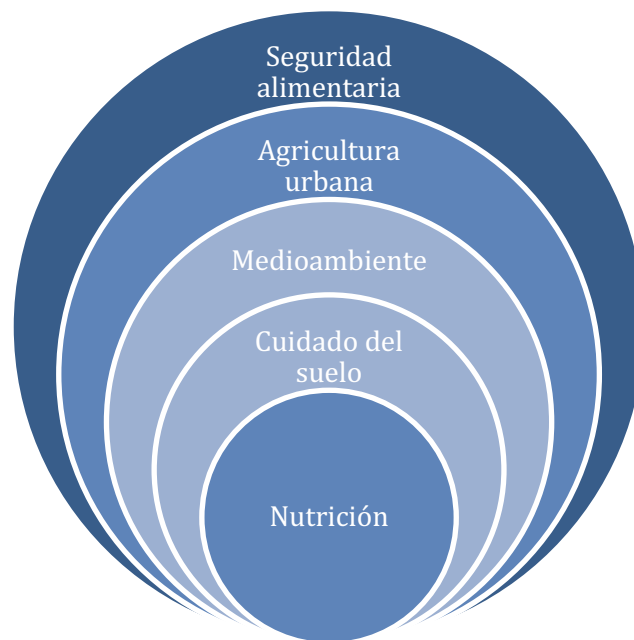 Seguridad
alimentaria
Agricultura
urbana
Medioambiente
Cuidado del
suelo
Nutrición